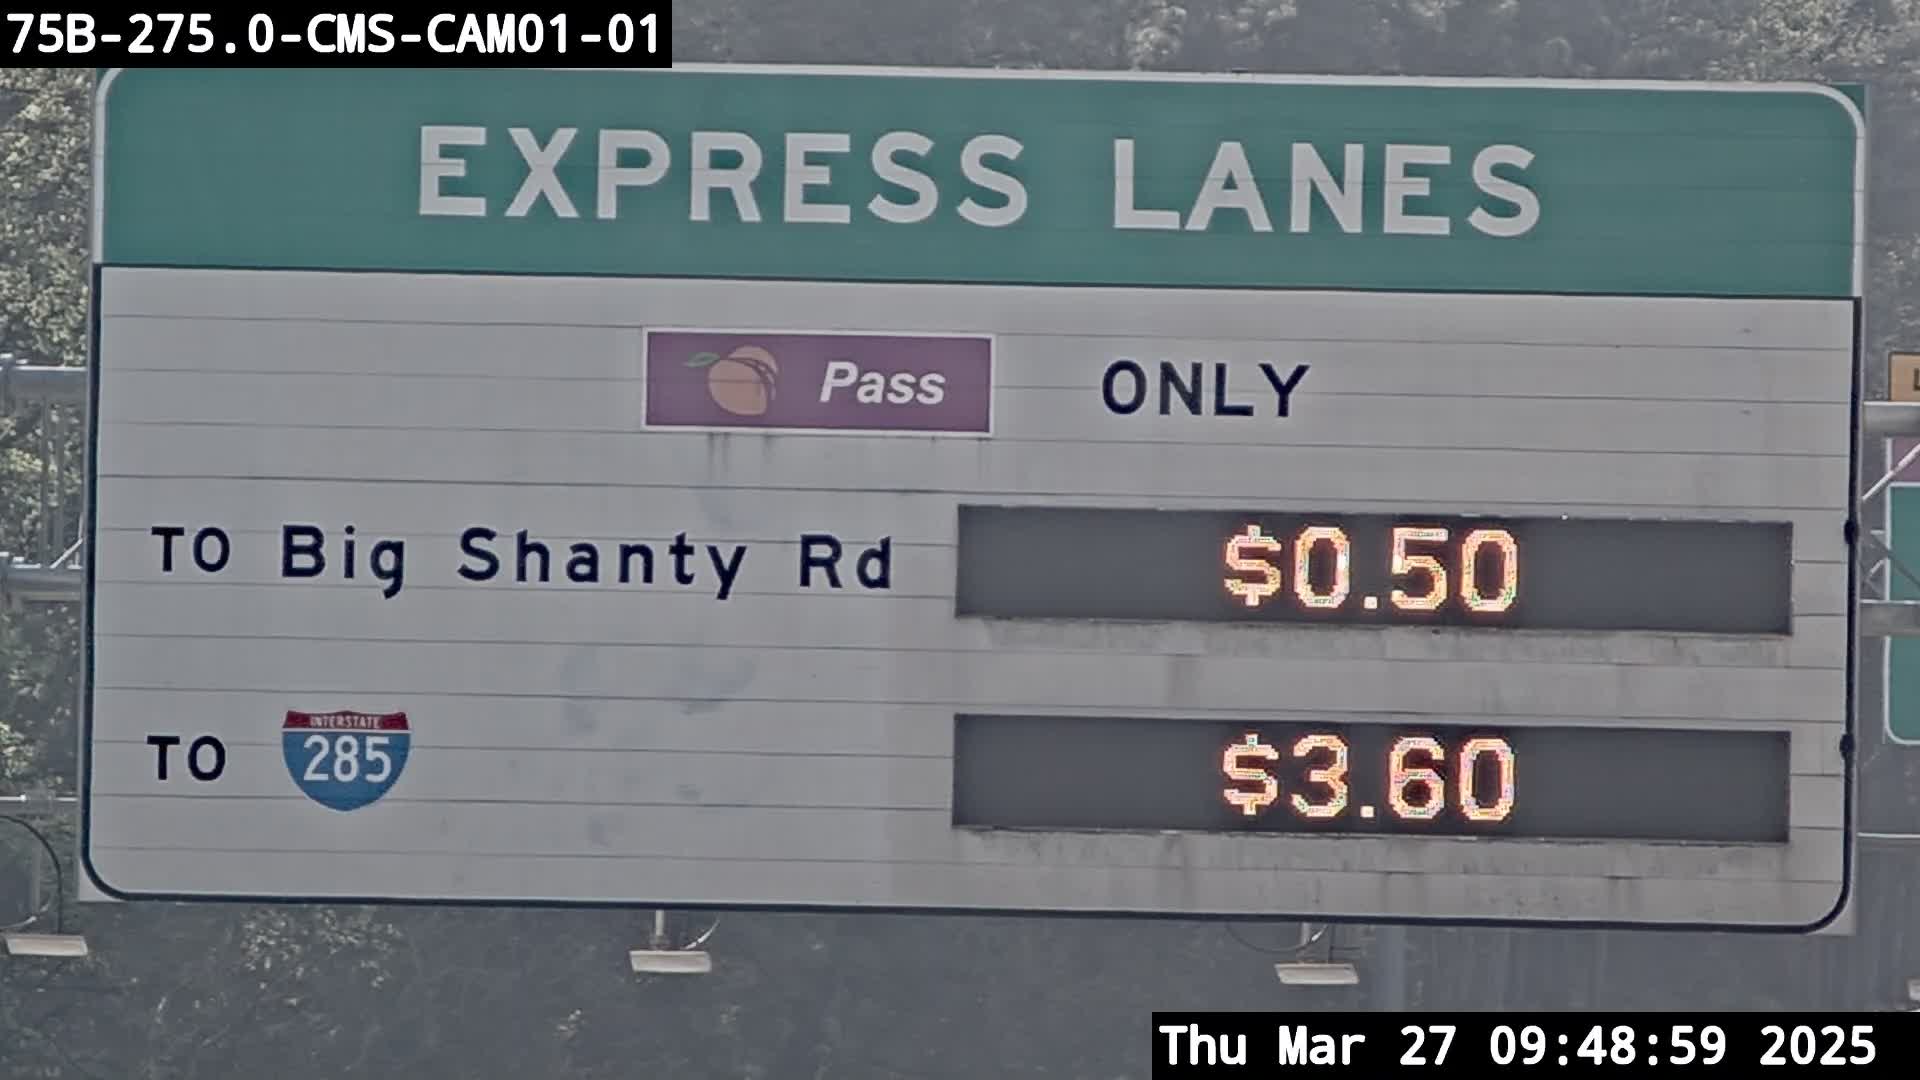 75B-275.0-CMS-CAM01-01
EXPRESS LANES
Pass ONLY
TO Big Shanty Rd $0.50
TO INTERSTATE 285 $3.60
Thu Mar 27 09:48:59 2025